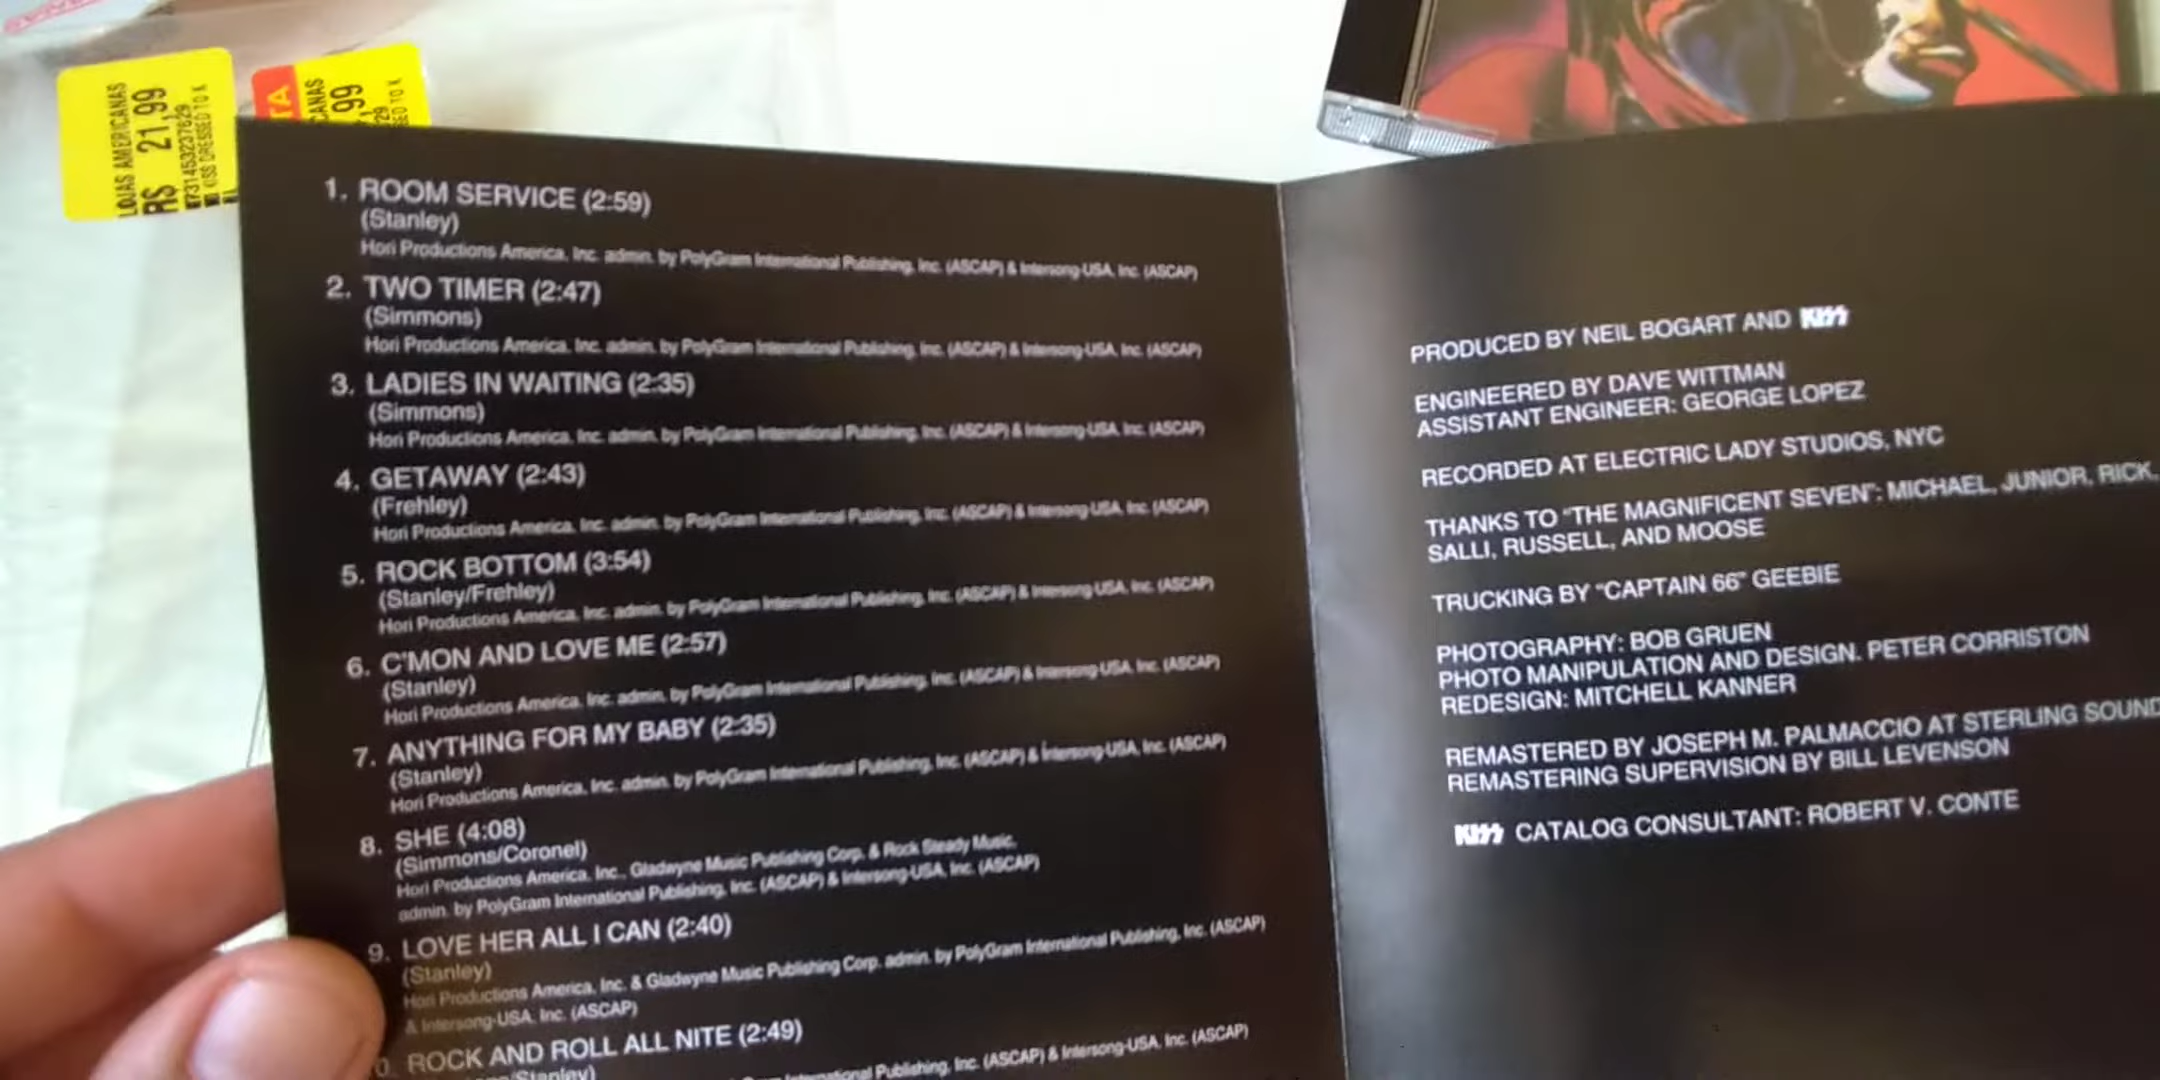 LOJAS AMERICANAS
R$ 21,99
KISS DRESSED TO K
TA
CANAS
,99
29
SED TO K
1. ROOM SERVICE (2:59)
(Stanley)
Hori Productions America, Inc. admin. by PolyGram International Publishing, Inc. (ASCAP) & Intersong-USA, Inc. (ASCAP)
2. TWO TIMER (2:47)
(Simmons)
Hori Productions America, Inc. admin. by PolyGram International Publishing, Inc. (ASCAP) & Intersong-USA, Inc. (ASCAP)
3. LADIES IN WAITING (2:35)
(Simmons)
Hori Productions America, Inc. admin. by PolyGram International Publishing, Inc. (ASCAP) & Intersong-USA, Inc. (ASCAP)
4. GETAWAY (2:43)
(Frehley)
Hori Productions America, Inc. admin. by PolyGram International Publishing, Inc. (ASCAP) & Intersong-USA, Inc. (ASCAP)
5. ROCK BOTTOM (3:54)
(Stanley/Frehley)
Hori Productions America, Inc. admin. by PolyGram International Publishing, Inc. (ASCAP) & Intersong-USA, Inc. (ASCAP)
6. C'MON AND LOVE ME (2:57)
(Stanley)
Hori Productions America, Inc. admin. by PolyGram International Publishing, Inc. (ASCAP) & Intersong-USA, Inc. (ASCAP)
7. ANYTHING FOR MY BABY (2:35)
(Stanley)
Hori Productions America, Inc. admin. by PolyGram International Publishing, Inc. (ASCAP) & Intersong-USA, Inc. (ASCAP)
8. SHE (4:08)
(Simmons/Coronel)
Hori Productions America, Inc., Gladwyne Music Publishing Corp. & Rock Steady Music,
admin. by PolyGram International Publishing, Inc. (ASCAP) & Intersong-USA, Inc. (ASCAP)
9. LOVE HER ALL I CAN (2:40)
(Stanley)
Hori Productions America, Inc. & Gladwyne Music Publishing Corp. admin. by PolyGram International Publishing, Inc. (ASCAP)
& Intersong-USA, Inc. (ASCAP)
0. ROCK AND ROLL ALL NITE (2:49)
/Stanley)
Publishing, Inc. (ASCAP) & Intersong-USA, Inc. (ASCAP)
PRODUCED BY NEIL BOGART AND KISS
ENGINEERED BY DAVE WITTMAN
ASSISTANT ENGINEER: GEORGE LOPEZ
RECORDED AT ELECTRIC LADY STUDIOS, NYC
THANKS TO "THE MAGNIFICENT SEVEN": MICHAEL, JUNIOR, RICK,
SALLI, RUSSELL, AND MOOSE
TRUCKING BY "CAPTAIN 66" GEEBIE
PHOTOGRAPHY: BOB GRUEN
PHOTO MANIPULATION AND DESIGN. PETER CORRISTON
REDESIGN: MITCHELL KANNER
REMASTERED BY JOSEPH M. PALMACCIO AT STERLING SOUND
REMASTERING SUPERVISION BY BILL LEVENSON
KISS CATALOG CONSULTANT: ROBERT V. CONTE